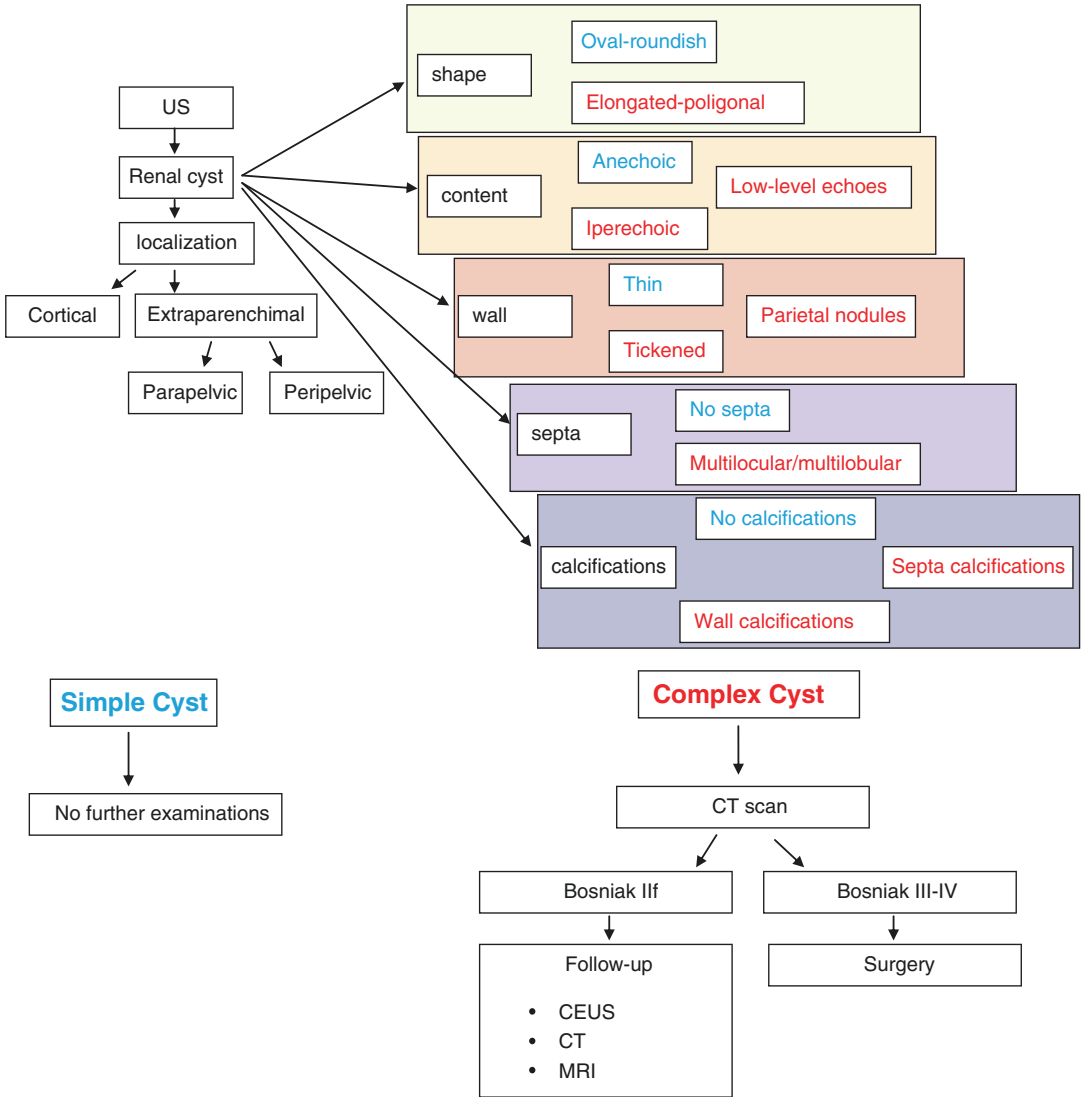 US
Renal cyst
localization
Cortical
Extraparenchimal
Parapelvic
Peripelvic
shape
Oval-roundish
Elongated-poligonal
content
Anechoic
Low-level echoes
Iperechoic
wall
Thin
Parietal nodules
Tickened
septa
No septa
Multilocular/multilobular
calcifications
No calcifications
Septa calcifications
Wall calcifications
Simple Cyst
No further examinations
Complex Cyst
CT scan
Bosniak IIf
Bosniak III-IV
Follow-up
• CEUS
• CT
• MRI
Surgery